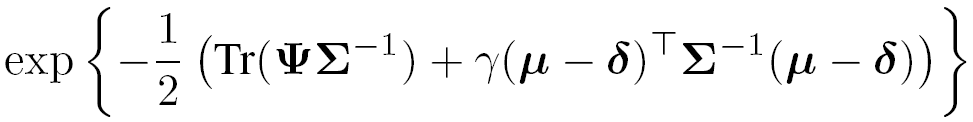 exp{−1/2 (Tr(ΨΣ⁻¹) + γ(μ − δ)ᵀΣ⁻¹(μ − δ))}